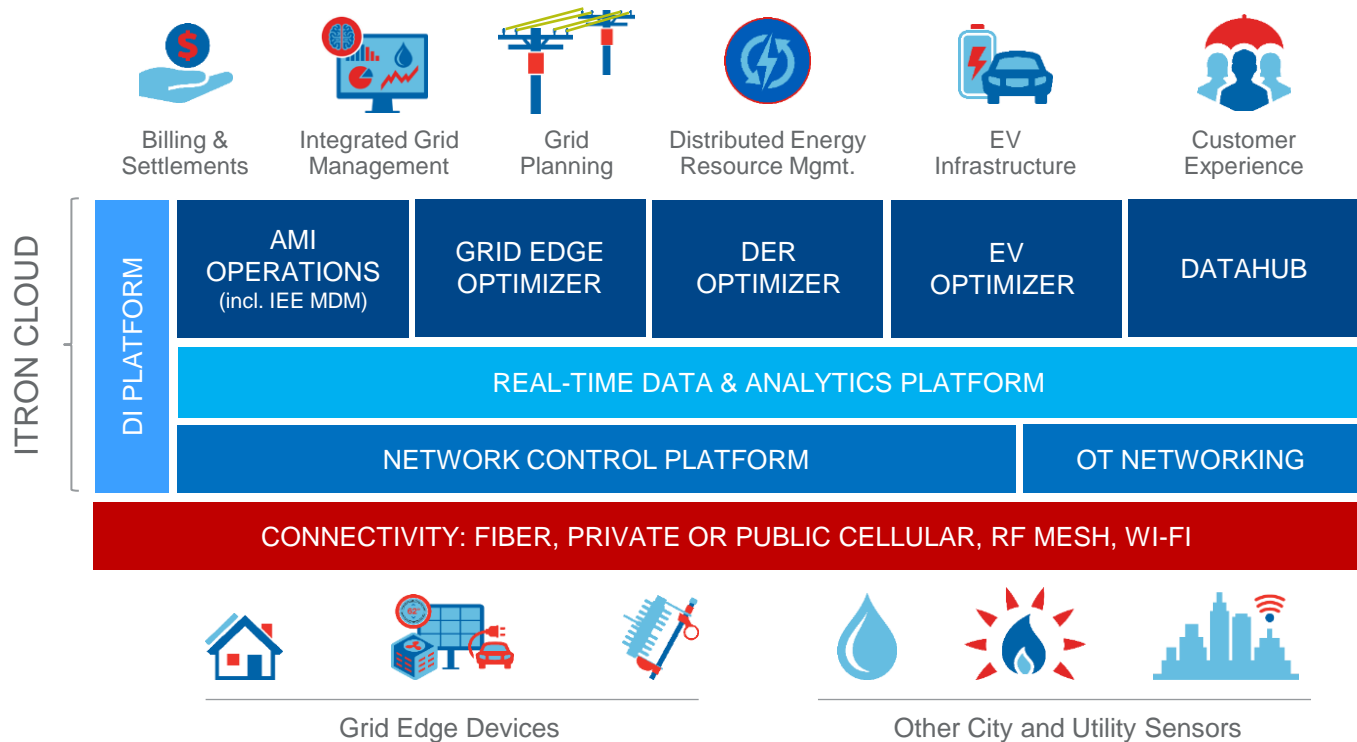 Billing &
Settlements
Integrated Grid
Management
Grid
Planning
Distributed Energy
Resource Mgmt.
EV
Infrastructure
Customer
Experience
ITRON CLOUD
DI PLATFORM
AMI
OPERATIONS
(incl. IEE MDM)
GRID EDGE
OPTIMIZER
DER
OPTIMIZER
EV
OPTIMIZER
DATAHUB
REAL-TIME DATA & ANALYTICS PLATFORM
NETWORK CONTROL PLATFORM
OT NETWORKING
CONNECTIVITY: FIBER, PRIVATE OR PUBLIC CELLULAR, RF MESH, WI-FI
62°
Grid Edge Devices
Other City and Utility Sensors